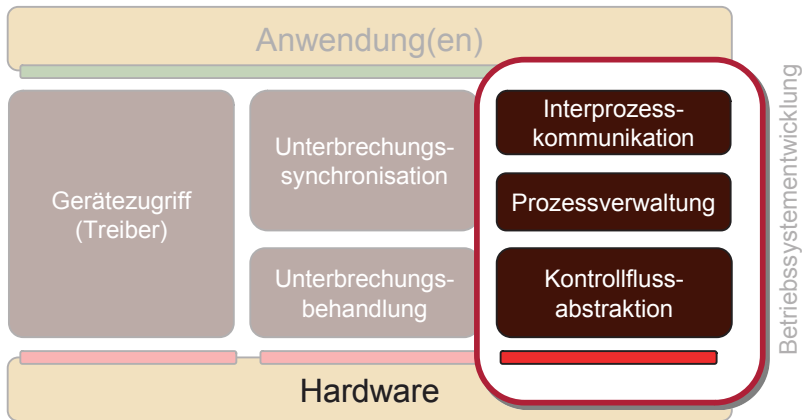 Anwendung(en)
Interprozess-
kommunikation
Unterbrechungs-
synchronisation
Gerätezugriff
(Treiber)
Prozessverwaltung
Unterbrechungs-
behandlung
Kontrollfluss-
abstraktion
Hardware
Betriebssystementwicklung